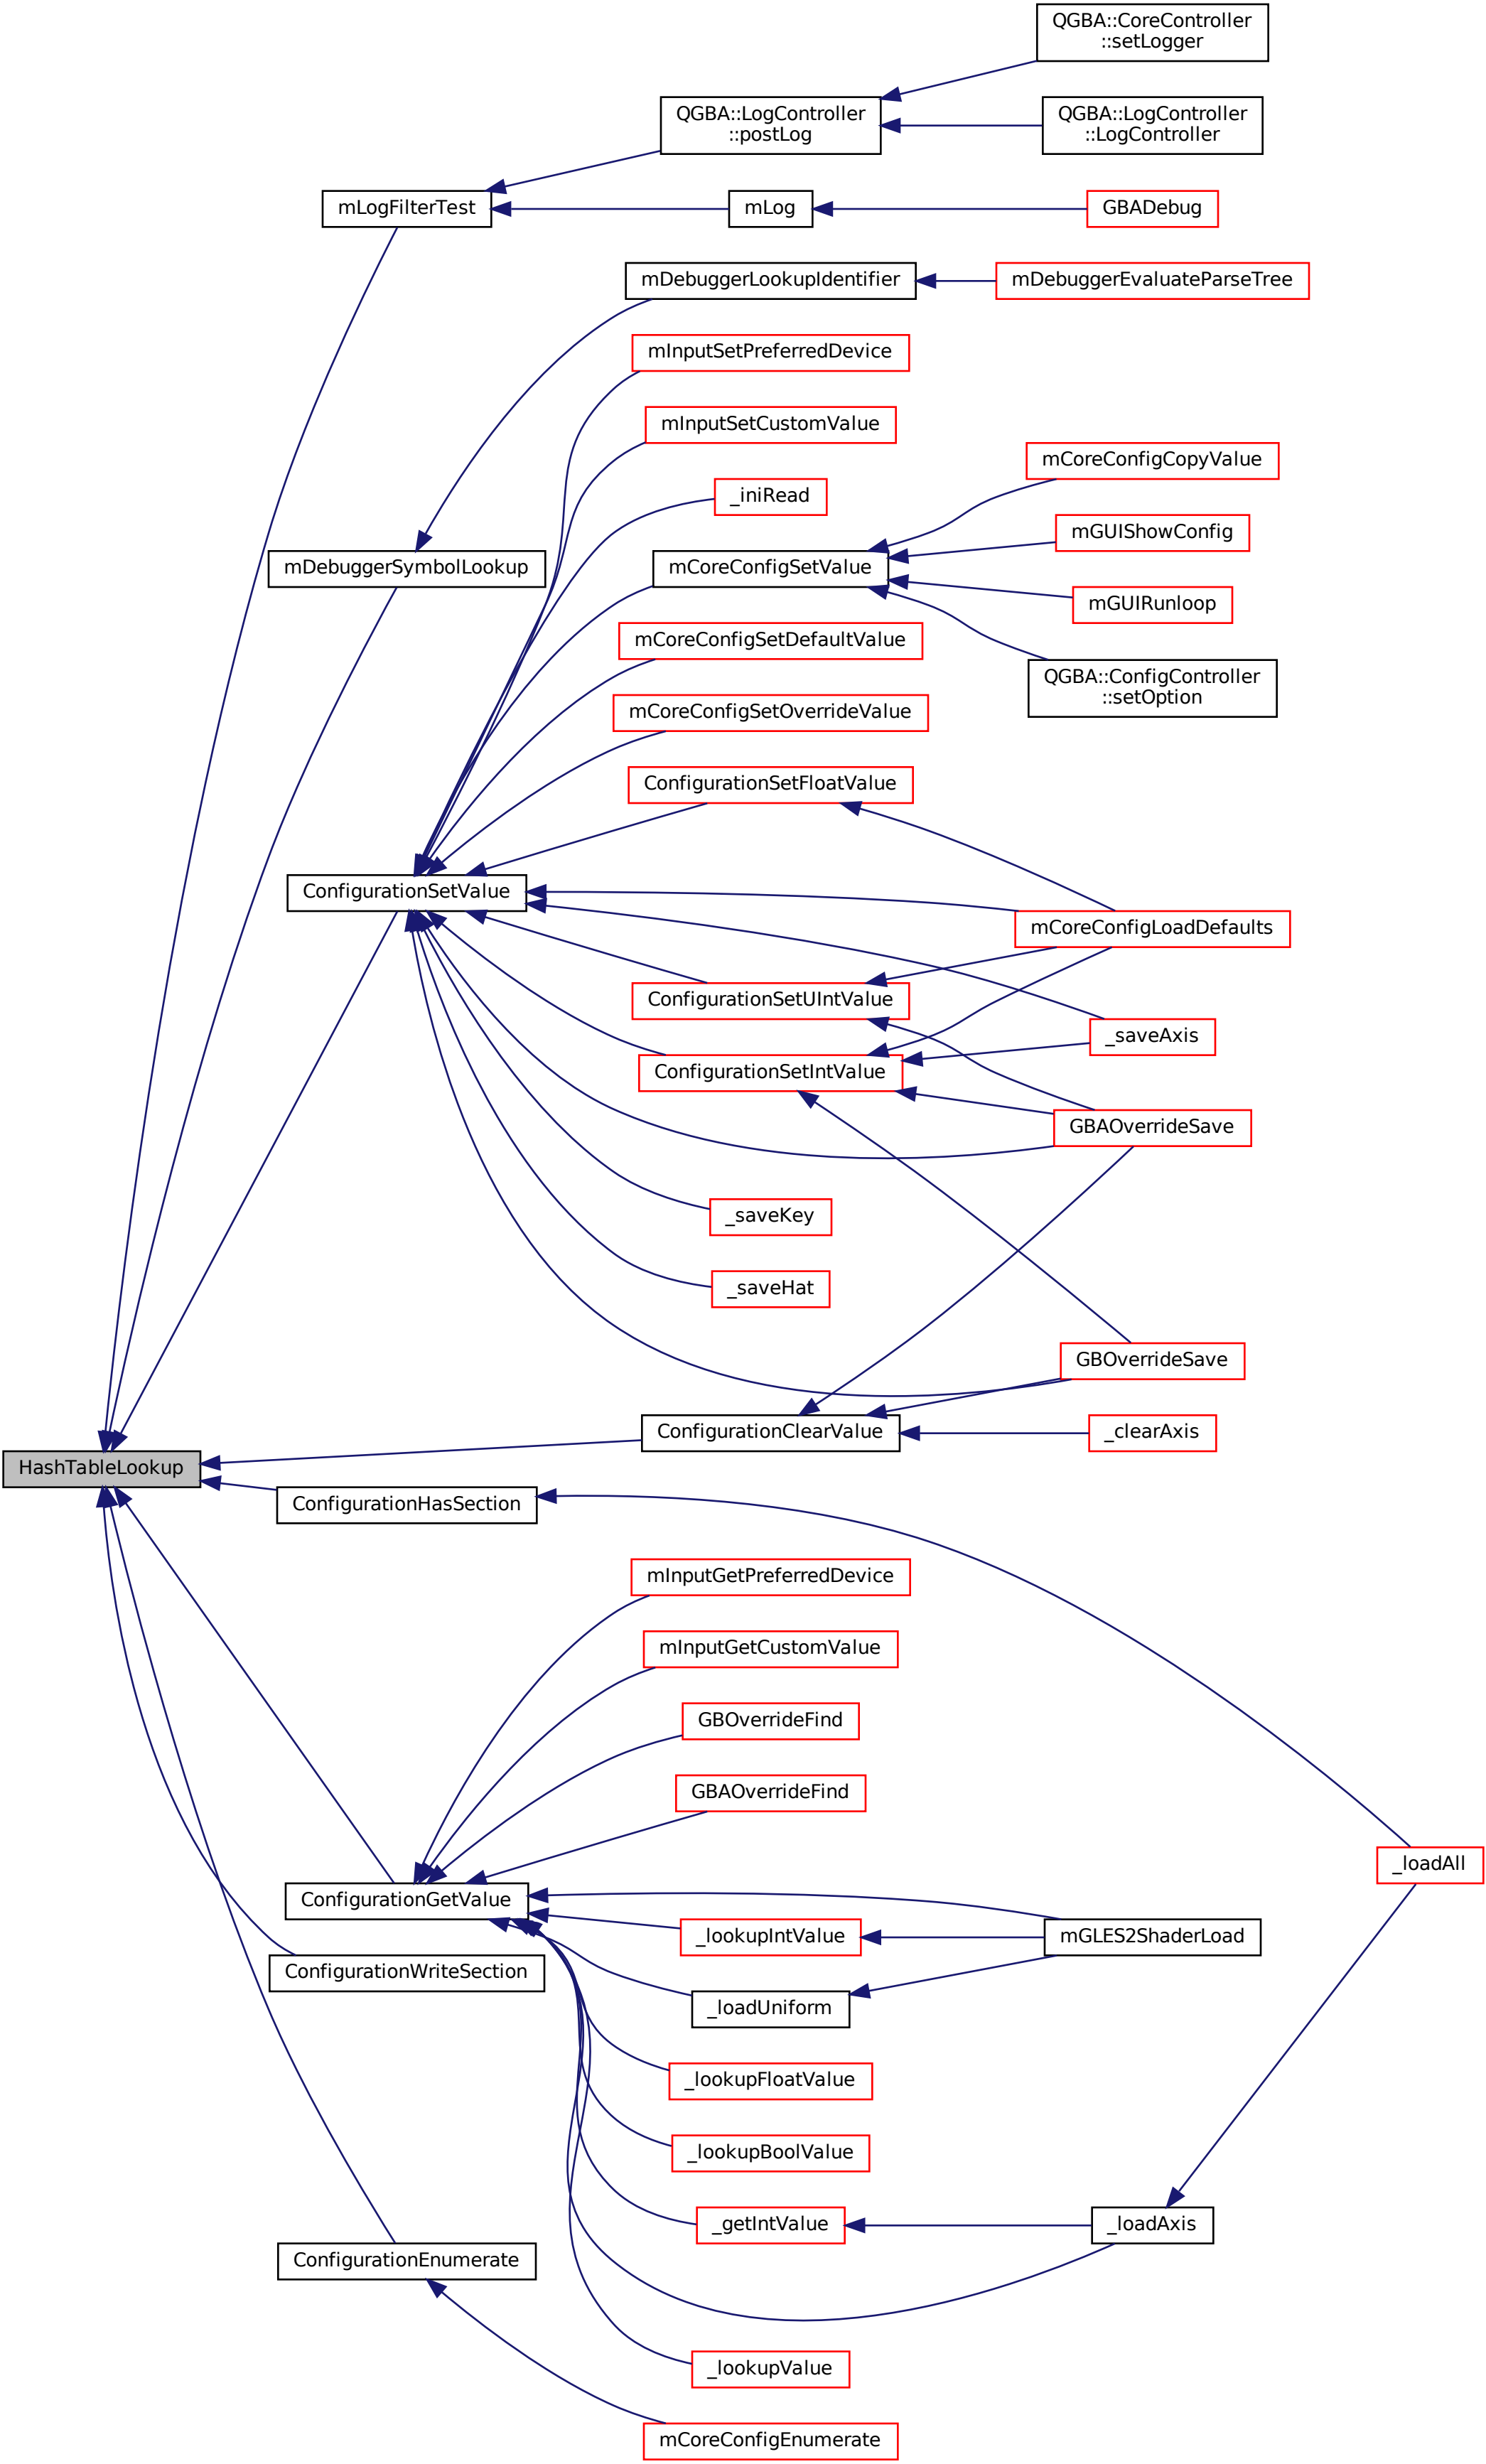 QGBA::CoreController
::setLogger
QGBA::LogController
::postLog
QGBA::LogController
::LogController
mLogFilterTest
mLog
GBADebug
mDebuggerLookupIdentifier
mDebuggerEvaluateParseTree
mInputSetPreferredDevice
mInputSetCustomValue
mCoreConfigCopyValue
_iniRead
mGUIShowConfig
mDebuggerSymbolLookup
mCoreConfigSetValue
mGUIRunloop
mCoreConfigSetDefaultValue
QGBA::ConfigController
::setOption
mCoreConfigSetOverrideValue
ConfigurationSetFloatValue
ConfigurationSetValue
mCoreConfigLoadDefaults
ConfigurationSetUIntValue
_saveAxis
ConfigurationSetIntValue
GBAOverrideSave
_saveKey
_saveHat
GBOverrideSave
ConfigurationClearValue
_clearAxis
HashTableLookup
ConfigurationHasSection
mInputGetPreferredDevice
mInputGetCustomValue
GBOverrideFind
GBAOverrideFind
_loadAll
ConfigurationGetValue
_lookupIntValue
mGLES2ShaderLoad
ConfigurationWriteSection
_loadUniform
_lookupFloatValue
_lookupBoolValue
_getIntValue
_loadAxis
ConfigurationEnumerate
_lookupValue
mCoreConfigEnumerate